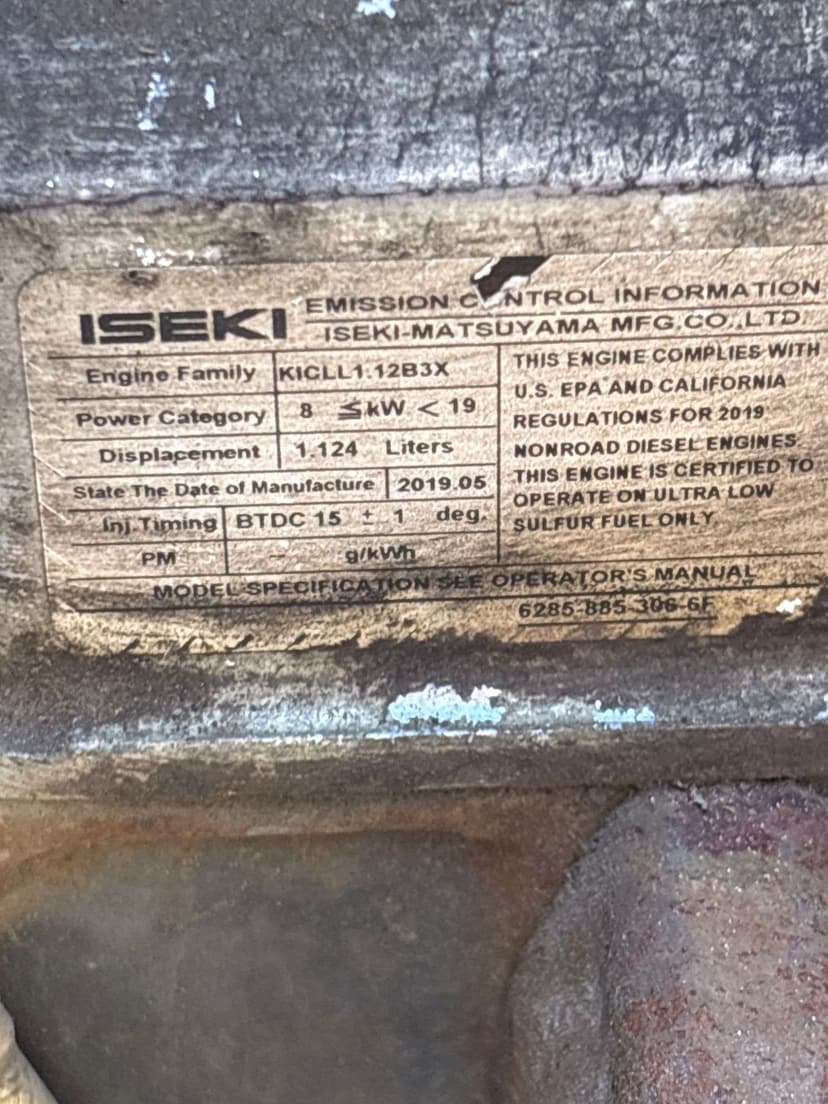 ISEKI
EMISSION CONTROL INFORMATION
ISEKI-MATSUYAMA MFG.CO.,LTD.
Engine Family KICLL1.12B3X
Power Category 8 ≦kW < 19
Displacement 1.124 Liters
State The Date of Manufacture 2019.05
Inj.Timing BTDC 15 ± 1 deg.
PM - g/kWh
THIS ENGINE COMPLIES WITH
U.S. EPA AND CALIFORNIA
REGULATIONS FOR 2019
NONROAD DIESEL ENGINES.
THIS ENGINE IS CERTIFIED TO
OPERATE ON ULTRA LOW
SULFUR FUEL ONLY.
MODEL SPECIFICATION SEE OPERATOR'S MANUAL
6285-885-306-6F